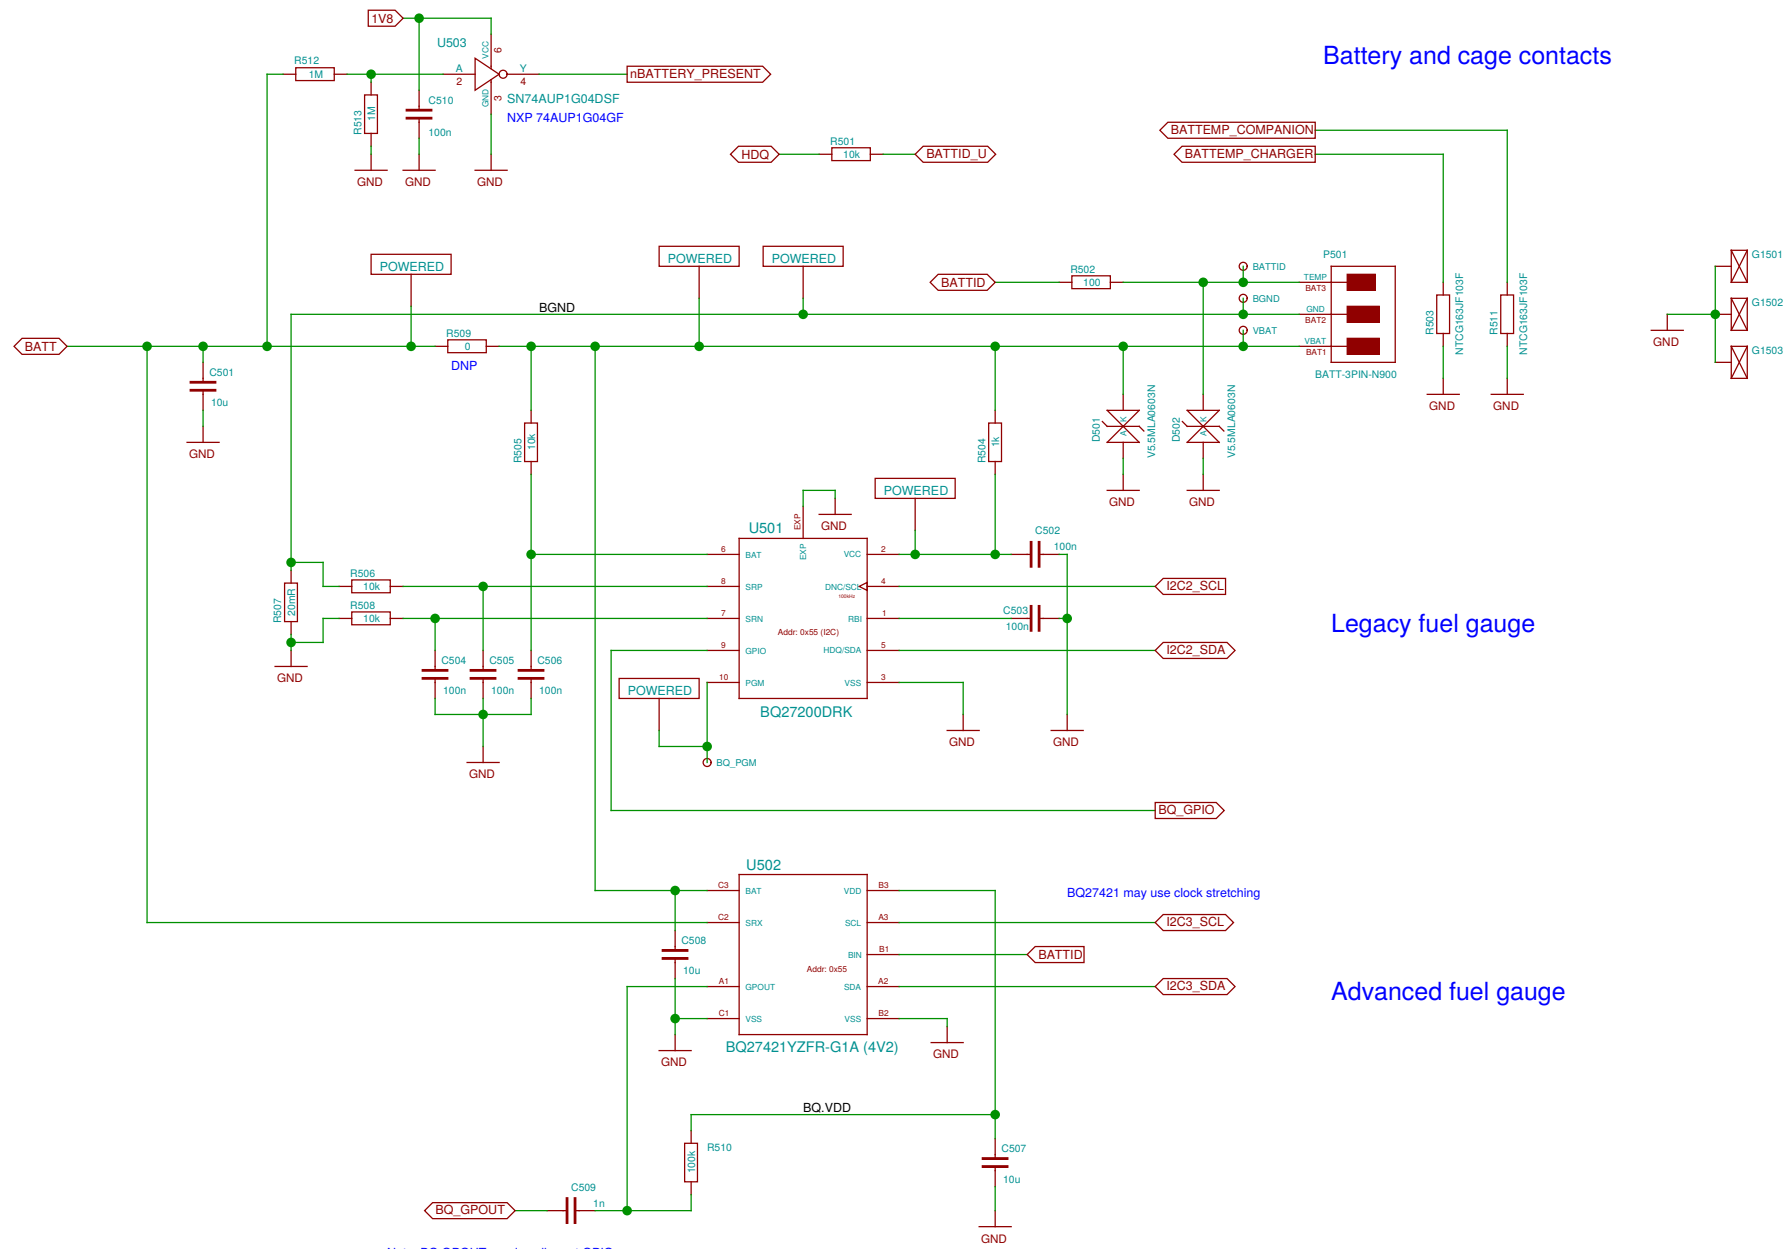 1V8
U503
VCC
6
Battery and cage contacts
R512
1M
A
2
Y
4
nBATTERY_PRESENT
GND
3
SN74AUP1G04DSF
NXP 74AUP1G04GF
R513
1M
C510
100n
GND
GND
GND
HDQ
R501
10k
BATTID_U
BATTEMP_COMPANION
BATTEMP_CHARGER
POWERED
POWERED
POWERED
BATTID
R502
100
BATTID
BGND
VBAT
P501
TEMP
BAT3
GND
BAT2
VBAT
BAT1
BATT-3PIN-N900
R503
NTCG163JF103F
R511
NTCG163JF103F
GND
GND
G1501
G1502
G1503
GND
BGND
BATT
R509
0
DNP
C501
10u
GND
R505
10k
R504
1k
D501
V5.5MLA0603N
D502
V5.5MLA0603N
GND
GND
POWERED
GND
EXP
EXP
U501
6
BAT
VCC
2
C502
100n
8
SRP
DNC/SCL
100kHz
4
I2C2_SCL
7
SRN
RBI
1
C503
100n
Addr: 0x55 (I2C)
9
GPIO
HDQ/SDA
5
I2C2_SDA
10
PGM
VSS
3
BQ27200DRK
Legacy fuel gauge
R506
10k
R507
20mR
R508
10k
GND
C504
100n
C505
100n
C506
100n
GND
POWERED
BQ_PGM
GND
GND
BQ_GPIO
U502
C3
BAT
VDD
B3
BQ27421 may use clock stretching
C2
SRX
SCL
A3
I2C3_SCL
C508
10u
BIN
B1
BATTID
Addr: 0x55
A1
GPOUT
SDA
A2
I2C3_SDA
C1
VSS
VSS
B2
Advanced fuel gauge
BQ27421YZFR-G1A (4V2)
GND
GND
BQ.VDD
R510
100k
C507
10u
C509
1n
BQ_GPOUT
GND